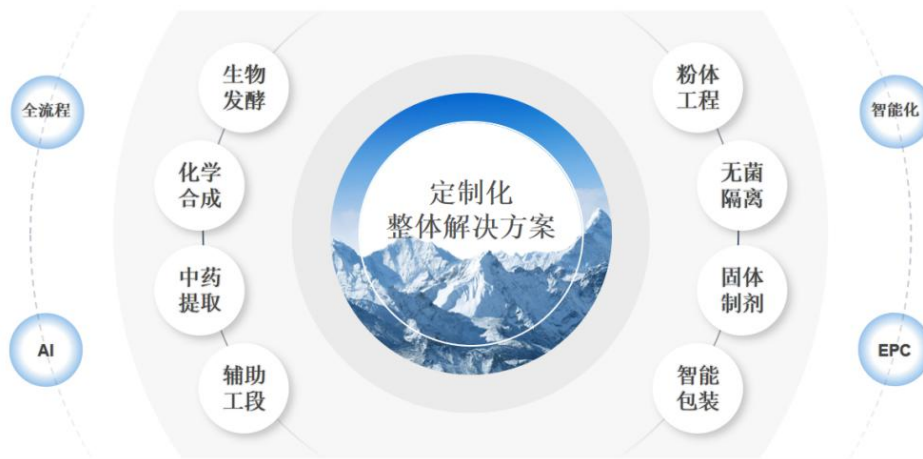 全流程
AI
生物
发酵
化学
合成
中药
提取
辅助
工段
定制化
整体解决方案
粉体
工程
无菌
隔离
固体
制剂
智能
包装
智能化
EPC